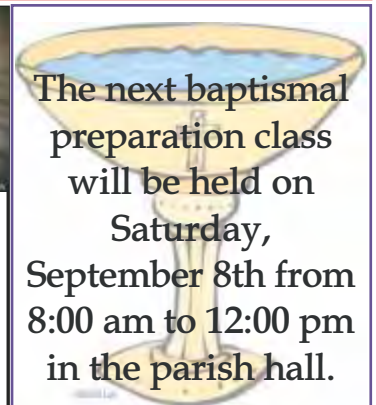 The next baptismal
preparation class
will be held on
Saturday,
September 8th from
8:00 am to 12:00 pm
in the parish hall.